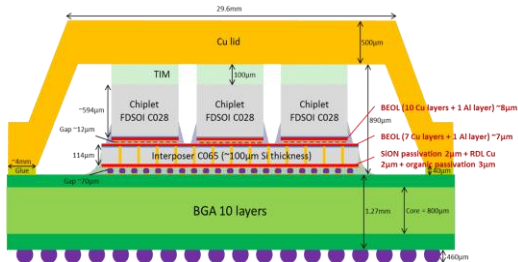 29.6mm
Cu lid
500µm
TIM
100µm
~594µm
Chiplet
FDSOI C028
Chiplet
FDSOI C028
Chiplet
FDSOI C028
BEOL (10 Cu layers + 1 Al layer) ~8µm
890µm
Gap ~12µm
BEOL (7 Cu layers + 1 Al layer) ~7µm
114µm
Interposer C065 (~100µm Si thickness)
SiON passivation 2µm + RDL Cu
2µm + organic passivation 3µm
~4mm
Glue
Gap ~70µm
40µm
BGA 10 layers
Core = 800µm
1.27mm
460µm